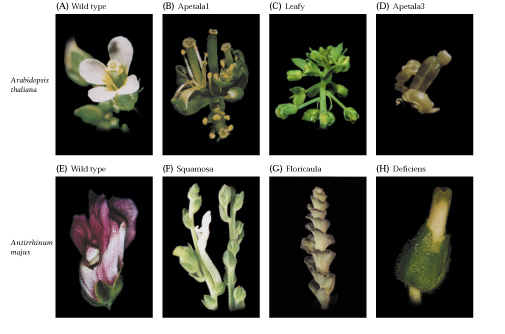 (A) Wild type
(B) Apetala1
(C) Leafy
(D) Apetala3
Arabidopsis
thaliana
(E) Wild type
(F) Squamosa
(G) Floricaula
(H) Deficiens
Antirrhinum
majus